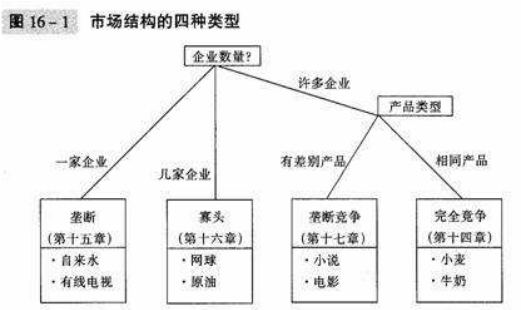 图 16-1 市场结构的四种类型
企业数量?
许多企业
产品类型
一家企业
几家企业
有差别产品
相同产品
垄断
(第十五章)
·自来水
·有线电视
寡头
(第十六章)
·网球
·原油
垄断竞争
(第十七章)
·小说
·电影
完全竞争
(第十四章)
·小麦
·牛奶